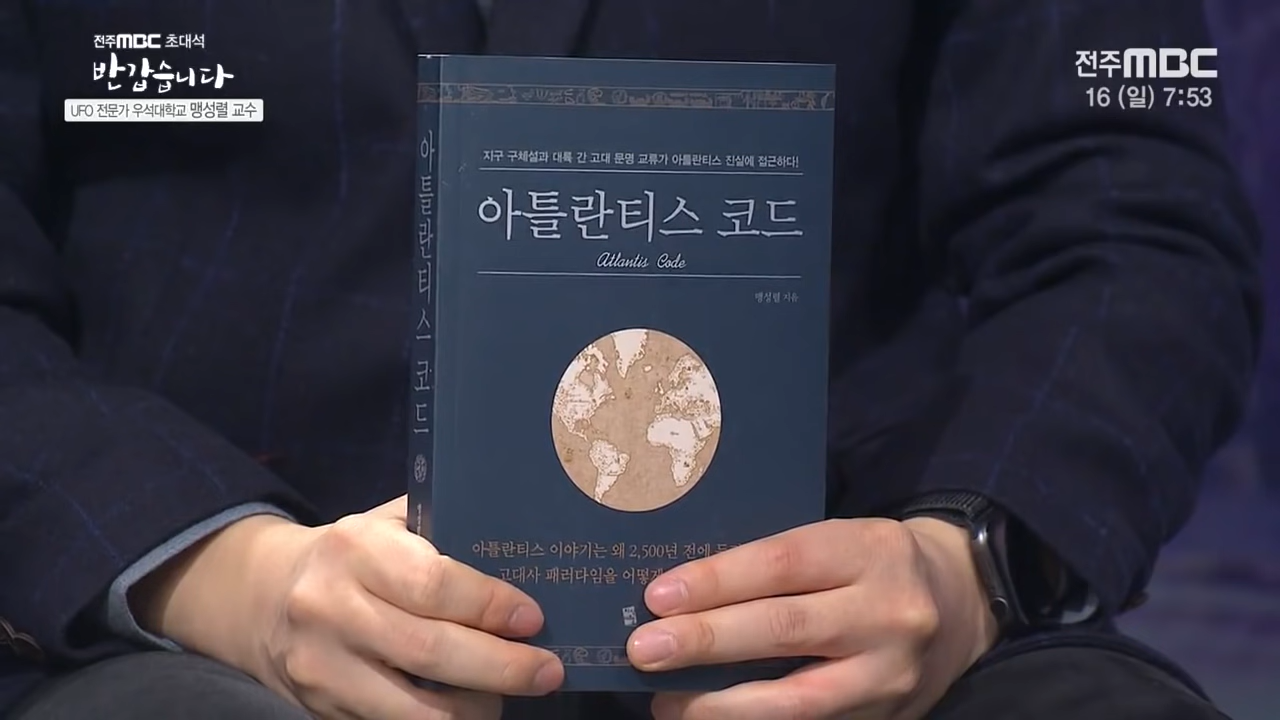 전주MBC 초대석
반갑습니다
UFO 전문가 우석대학교 맹성렬 교수
전주MBC
16 (일) 7:53
아틀란티스 코드
지구 구체설과 대륙 간 고대 문명 교류가 아틀란티스 진실에 접근하다!
아틀란티스 코드
Atlantis Code
맹성렬 지음
아틀란티스 이야기는 왜 2,500년 전에
고대사 패러다임을